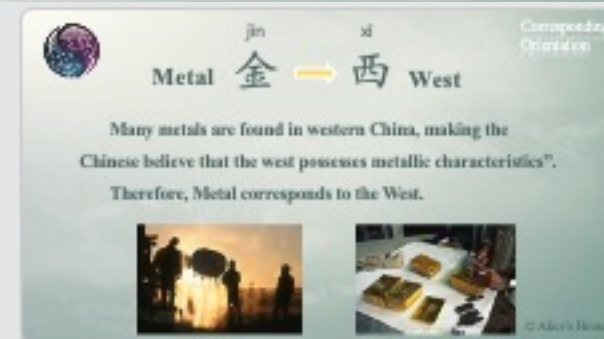 jīn xī
Corresponding
Orientation
Metal 金 西 West
Many metals are found in western China, making the
Chinese believe that the west possesses metallic characteristics”.
Therefore, Metal corresponds to the West.
© Alice's